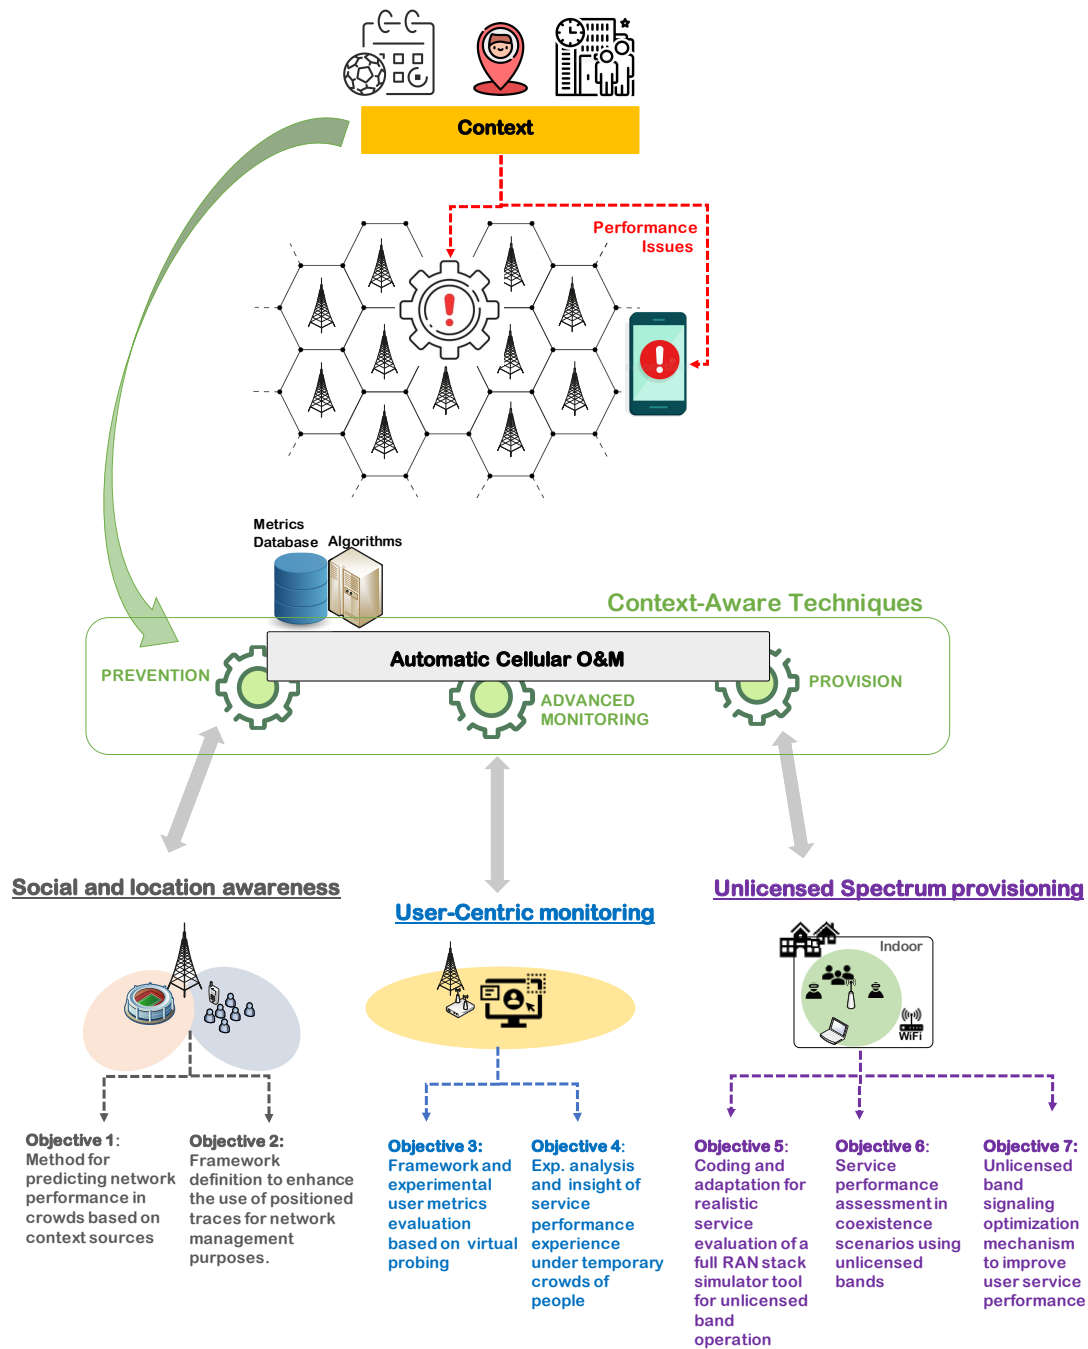 Context
Performance
Issues
Metrics
Database
Algorithms
Context-Aware Techniques
Automatic Cellular O&M
PREVENTION
ADVANCED
MONITORING
PROVISION
Social and location awareness
User-Centric monitoring
Unlicensed Spectrum provisioning
Indoor
WiFi
Objective 1:
Method for
predicting network
performance in
crowds based on
context sources
Objective 2:
Framework
definition to enhance
the use of positioned
traces for network
management
purposes.
Objective 3:
Framework and
experimental
user metrics
evaluation
based on virtual
probing
Objective 4:
Exp. analysis
and insight of
service
performance
experience
under temporary
crowds of
people
Objective 5:
Coding and
adaptation for
realistic
service
evaluation of a
full RAN stack
simulator tool
for unlicensed
band
operation
Objective 6:
Service
performance
assessment in
coexistence
scenarios using
unlicensed
bands
Objective 7:
Unlicensed
band
signaling
optimization
mechanism
to improve
user service
performance